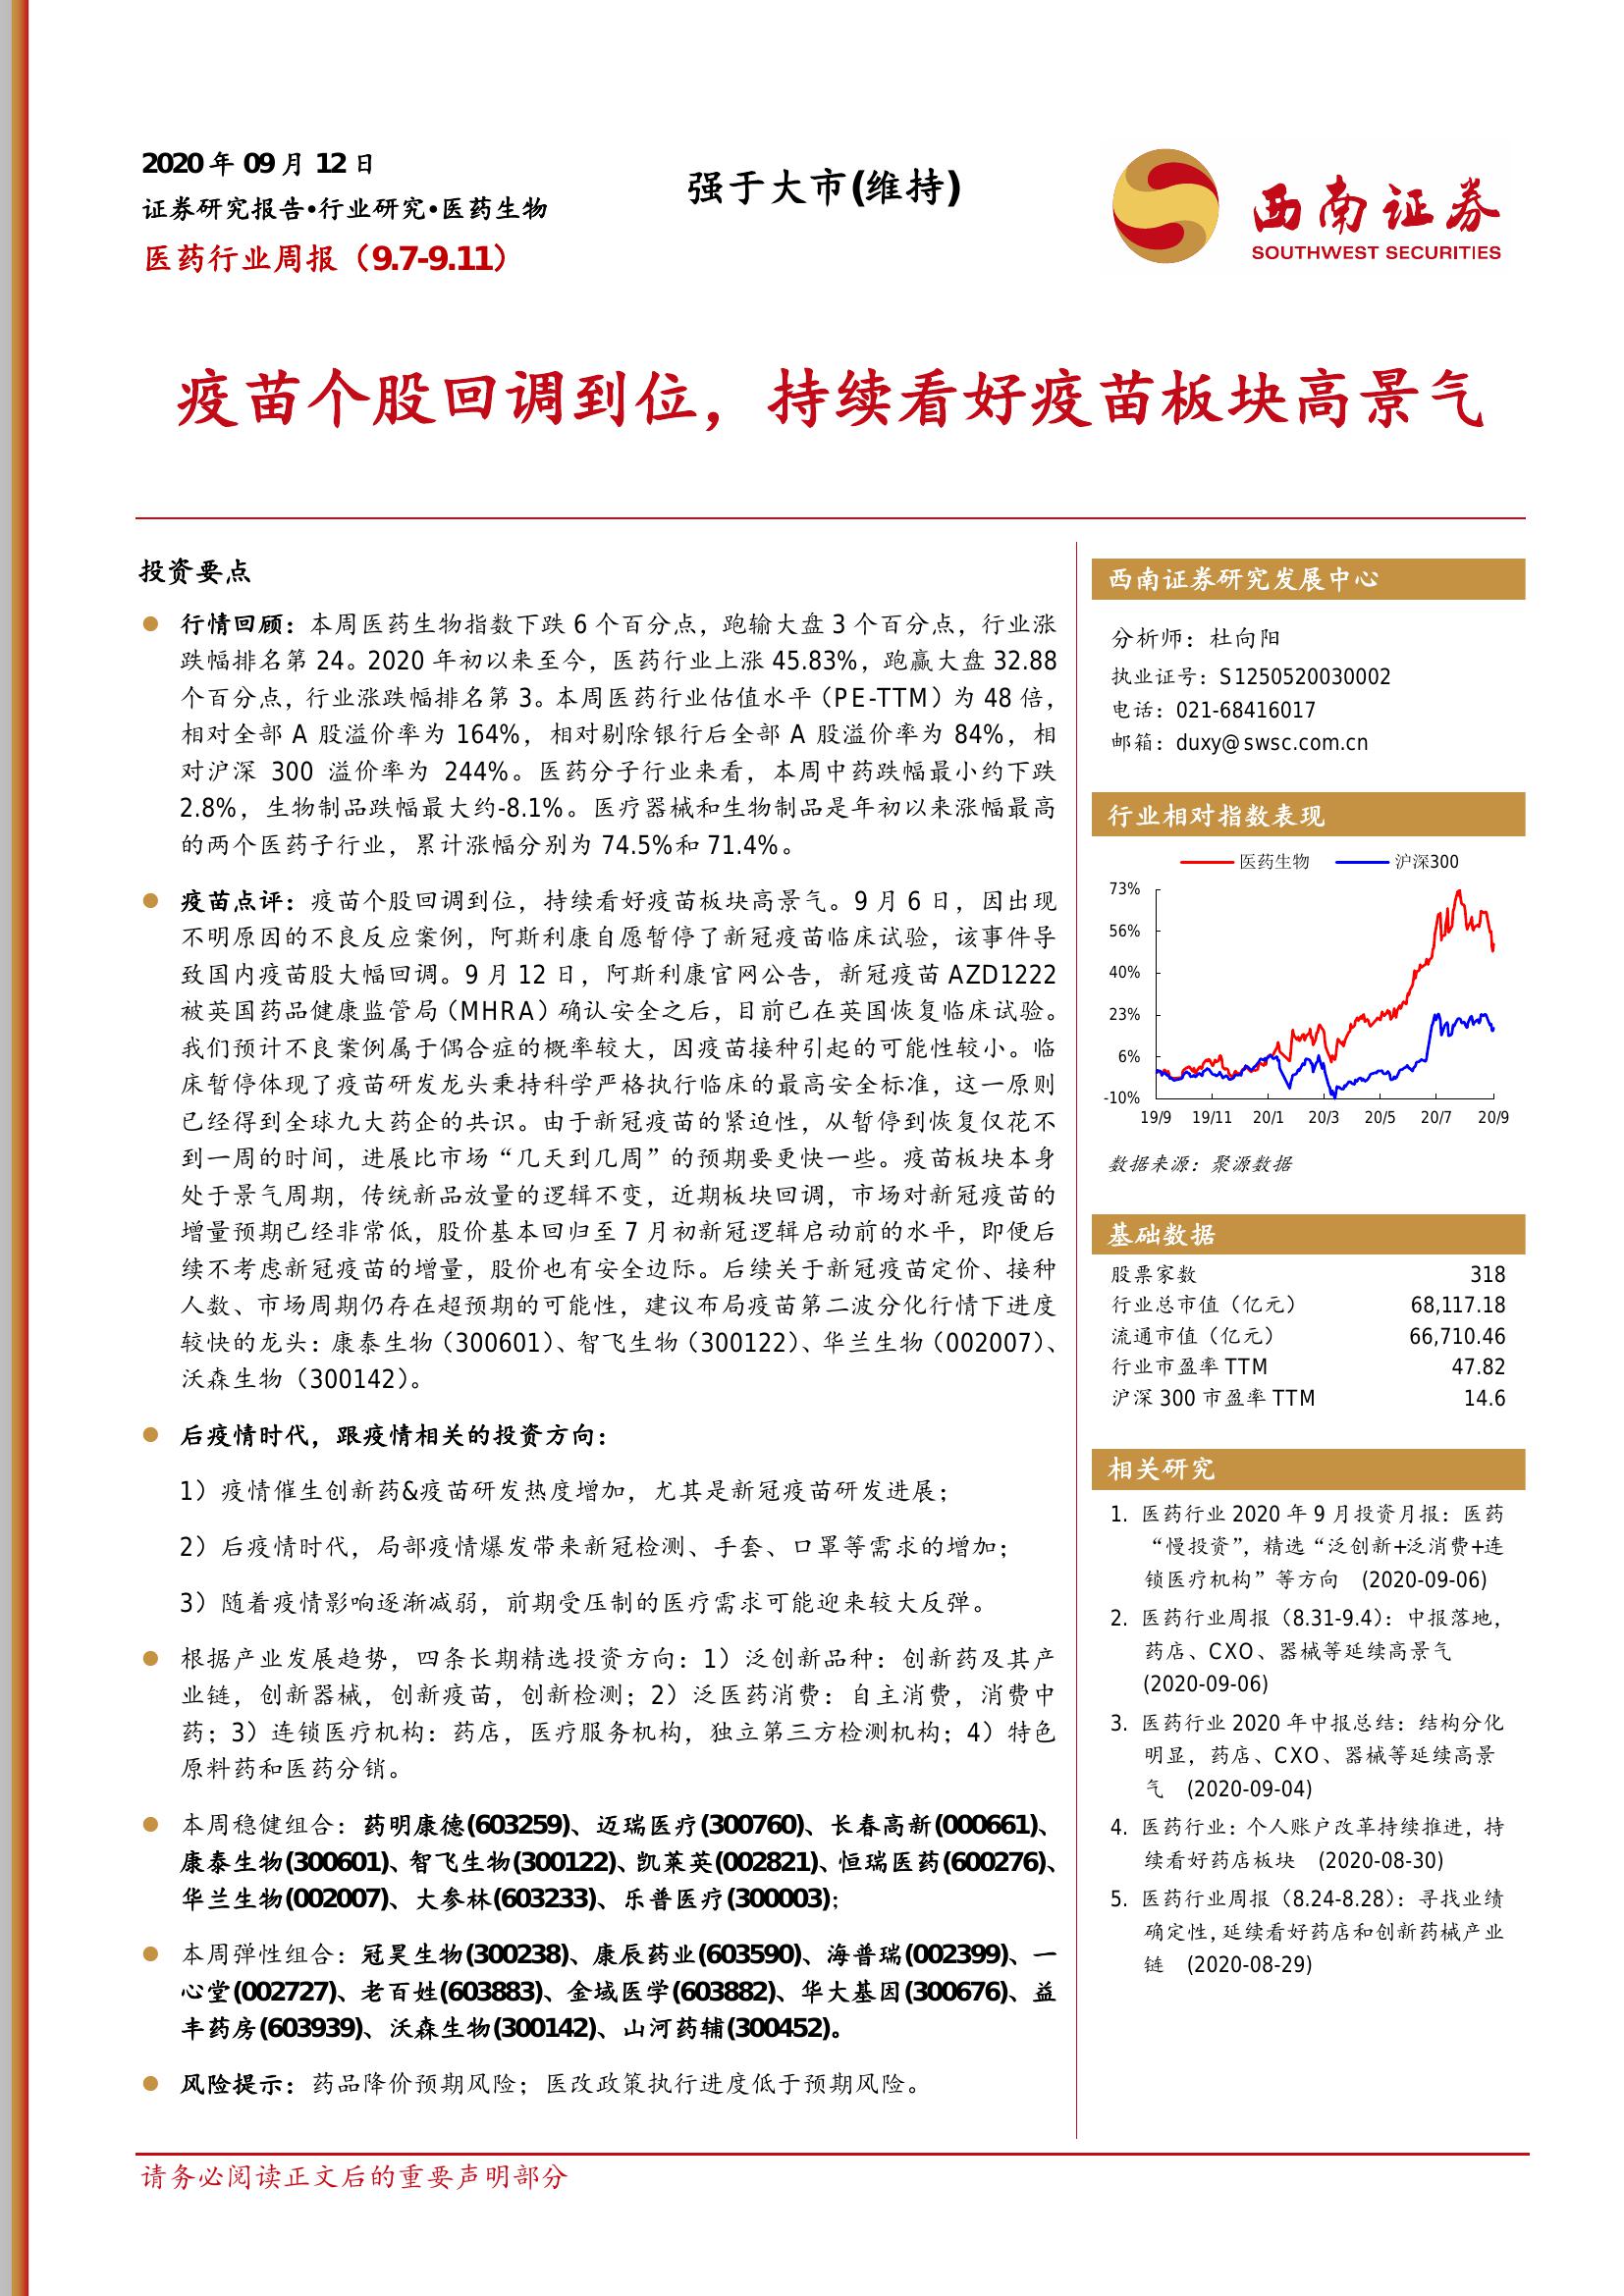 2020 年 09 月 12 日
证券研究报告•行业研究•医药生物
医药行业周报（9.7-9.11）
强于大市(维持)
西南证券
SOUTHWEST SECURITIES
疫苗个股回调到位，持续看好疫苗板块高景气
投资要点
行情回顾：本周医药生物指数下跌 6 个百分点，跑输大盘 3 个百分点，行业涨
跌幅排名第 24。2020 年初以来至今，医药行业上涨 45.83%，跑赢大盘 32.88
个百分点，行业涨跌幅排名第 3。本周医药行业估值水平（PE-TTM）为 48 倍，
相对全部 A 股溢价率为 164%，相对剔除银行后全部 A 股溢价率为 84%，相
对沪深 300 溢价率为 244%。医药分子行业来看，本周中药跌幅最小约下跌
2.8%，生物制品跌幅最大约-8.1%。医疗器械和生物制品是年初以来涨幅最高
的两个医药子行业，累计涨幅分别为 74.5%和 71.4%。
疫苗点评：疫苗个股回调到位，持续看好疫苗板块高景气。9 月 6 日，因出现
不明原因的不良反应案例，阿斯利康自愿暂停了新冠疫苗临床试验，该事件导
致国内疫苗股大幅回调。9 月 12 日，阿斯利康官网公告，新冠疫苗 AZD1222
被英国药品健康监管局（MHRA）确认安全之后，目前已在英国恢复临床试验。
我们预计不良案例属于偶合症的概率较大，因疫苗接种引起的可能性较小。临
床暂停体现了疫苗研发龙头秉持科学严格执行临床的最高安全标准，这一原则
已经得到全球九大药企的共识。由于新冠疫苗的紧迫性，从暂停到恢复仅花不
到一周的时间，进展比市场“几天到几周”的预期要更快一些。疫苗板块本身
处于景气周期，传统新品放量的逻辑不变，近期板块回调，市场对新冠疫苗的
增量预期已经非常低，股价基本回归至 7 月初新冠逻辑启动前的水平，即便后
续不考虑新冠疫苗的增量，股价也有安全边际。后续关于新冠疫苗定价、接种
人数、市场周期仍存在超预期的可能性，建议布局疫苗第二波分化行情下进度
较快的龙头：康泰生物（300601）、智飞生物（300122）、华兰生物（002007）、
沃森生物（300142）。
后疫情时代，跟疫情相关的投资方向：
1）疫情催生创新药&疫苗研发热度增加，尤其是新冠疫苗研发进展；
2）后疫情时代，局部疫情爆发带来新冠检测、手套、口罩等需求的增加；
3）随着疫情影响逐渐减弱，前期受压制的医疗需求可能迎来较大反弹。
根据产业发展趋势，四条长期精选投资方向：1）泛创新品种：创新药及其产
业链，创新器械，创新疫苗，创新检测；2）泛医药消费：自主消费，消费中
药；3）连锁医疗机构：药店，医疗服务机构，独立第三方检测机构；4）特色
原料药和医药分销。
本周稳健组合：药明康德(603259)、迈瑞医疗(300760)、长春高新(000661)、
康泰生物(300601)、智飞生物(300122)、凯莱英(002821)、恒瑞医药(600276)、
华兰生物(002007)、大参林(603233)、乐普医疗(300003)；
本周弹性组合：冠昊生物(300238)、康辰药业(603590)、海普瑞(002399)、一
心堂(002727)、老百姓(603883)、金域医学(603882)、华大基因(300676)、益
丰药房(603939)、沃森生物(300142)、山河药辅(300452)。
风险提示：药品降价预期风险；医改政策执行进度低于预期风险。
西南证券研究发展中心
分析师：杜向阳
执业证号：S1250520030002
电话：021-68416017
邮箱：duxy@swsc.com.cn
行业相对指数表现
医药生物 沪深300
73%
56%
40%
23%
6%
-10%
19/9 19/11 20/1 20/3 20/5 20/7 20/9
数据来源：聚源数据
基础数据
股票家数 318
行业总市值（亿元） 68,117.18
流通市值（亿元） 66,710.46
行业市盈率 TTM 47.82
沪深 300 市盈率 TTM 14.6
相关研究
1. 医药行业 2020 年 9 月投资月报：医药
“慢投资”，精选“泛创新+泛消费+连
锁医疗机构”等方向 (2020-09-06)
2. 医药行业周报（8.31-9.4）：中报落地，
药店、CXO、器械等延续高景气
(2020-09-06)
3. 医药行业 2020 年中报总结：结构分化
明显，药店、CXO、器械等延续高景
气 (2020-09-04)
4. 医药行业：个人账户改革持续推进，持
续看好药店板块 (2020-08-30)
5. 医药行业周报（8.24-8.28）：寻找业绩
确定性，延续看好药店和创新药械产业
链 (2020-08-29)
请务必阅读正文后的重要声明部分